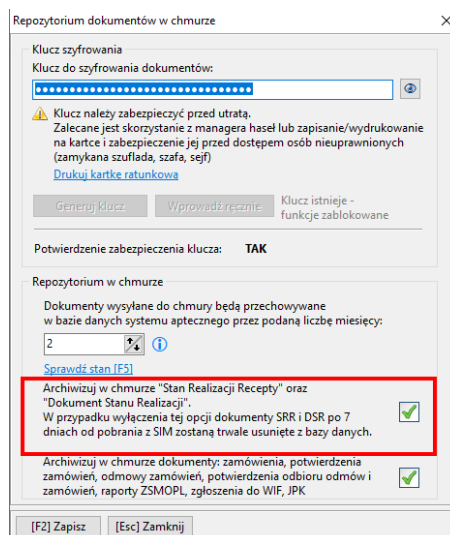 Repozytorium dokumentów w chmurze
Klucz szyfrowania
Klucz do szyfrowania dokumentów:
Klucz należy zabezpieczyć przed utratą.
Zalecane jest skorzystanie z managera haseł lub zapisanie/wydrukowanie
na kartce i zabezpieczenie jej przed dostępem osób nieuprawnionych
(zamykana szuflada, szafa, sejf)
Drukuj kartkę ratunkową
Generuj klucz
Wprowadź ręcznie
Klucz istnieje -
funkcje zablokowane
Potwierdzenie zabezpieczenia klucza: TAK
Repozytorium w chmurze
Dokumenty wysyłane do chmury będą przechowywane
w bazie danych systemu aptecznego przez podaną liczbę miesięcy:
2
Sprawdź stan [F5]
Archiwizuj w chmurze "Stan Realizacji Recepty" oraz
"Dokument Stanu Realizacji".
W przypadku wyłączenia tej opcji dokumenty SRR i DSR po 7
dniach od pobrania z SIM zostaną trwale usunięte z bazy danych.
Archiwizuj w chmurze dokumenty: zamówienia, potwierdzenia
zamówień, odmowy zamówień, potwierdzenia odbioru odmów i
zamówień, raporty ZSMOPL, zgłoszenia do WIF, JPK
[F2] Zapisz
[Esc] Zamknij